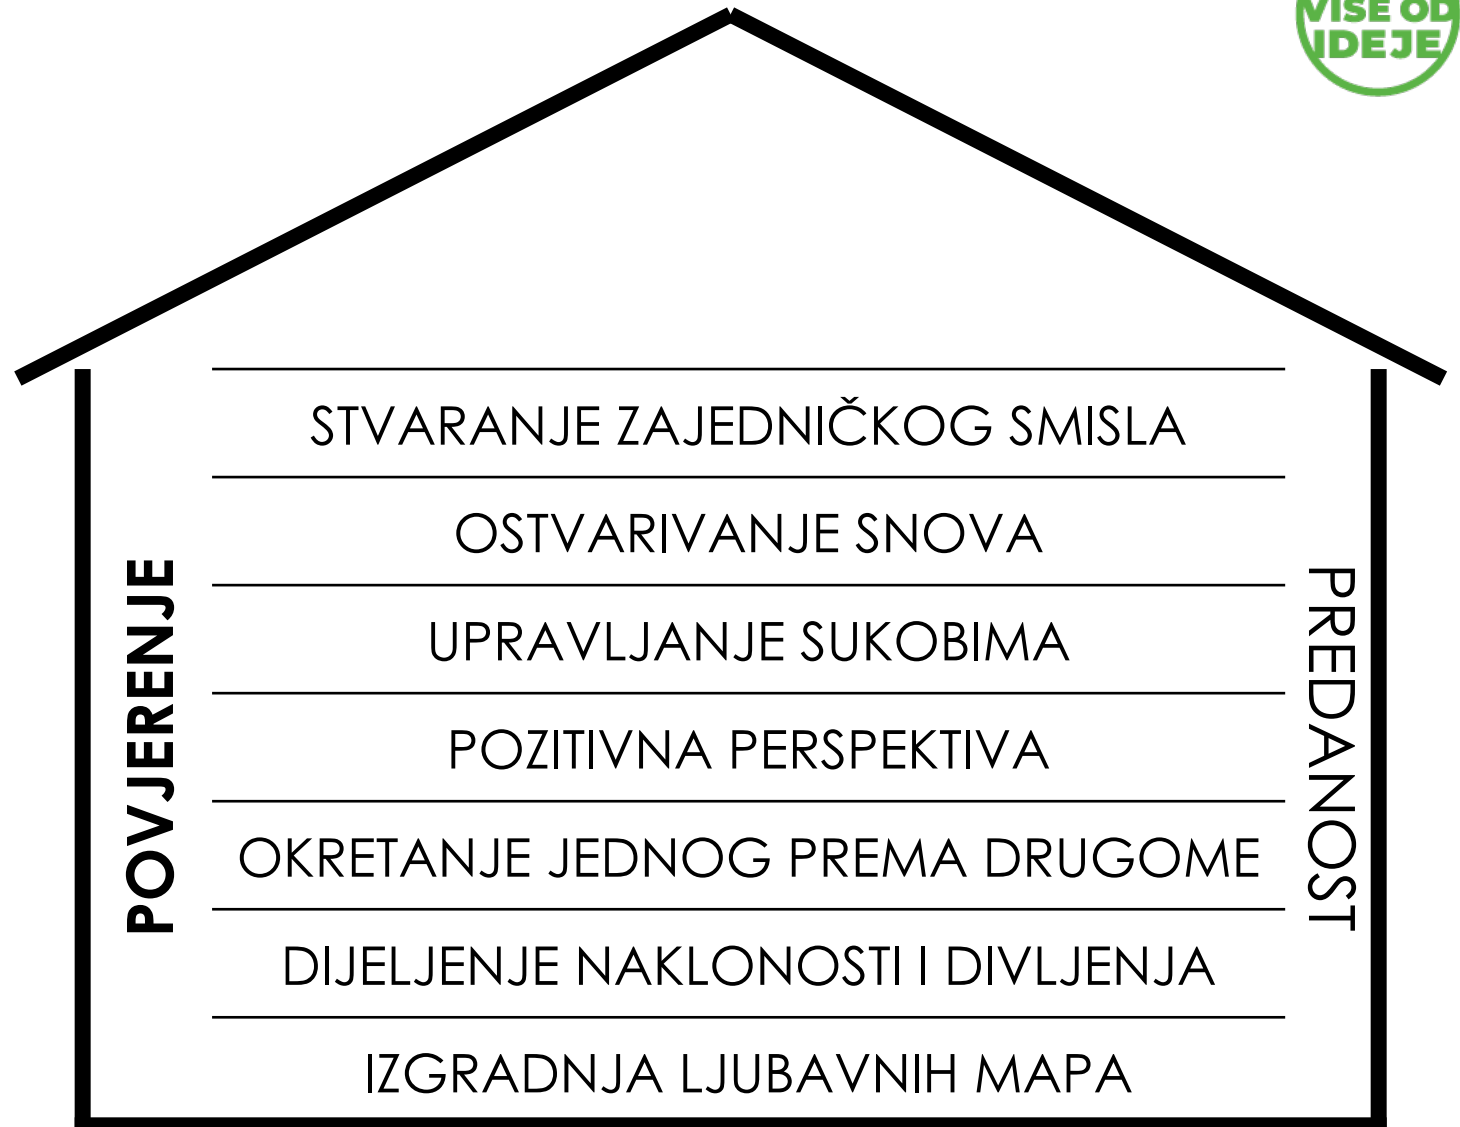 VIŠE OD
IDEJE
STVARANJE ZAJEDNIČKOG SMISLA
OSTVARIVANJE SNOVA
UPRAVLJANJE SUKOBIMA
POZITIVNA PERSPEKTIVA
OKRETANJE JEDNOG PREMA DRUGOME
DIJELJENJE NAKLONOSTI I DIVLJENJA
IZGRADNJA LJUBAVNIH MAPA
POVJERENJE
PREDANOST